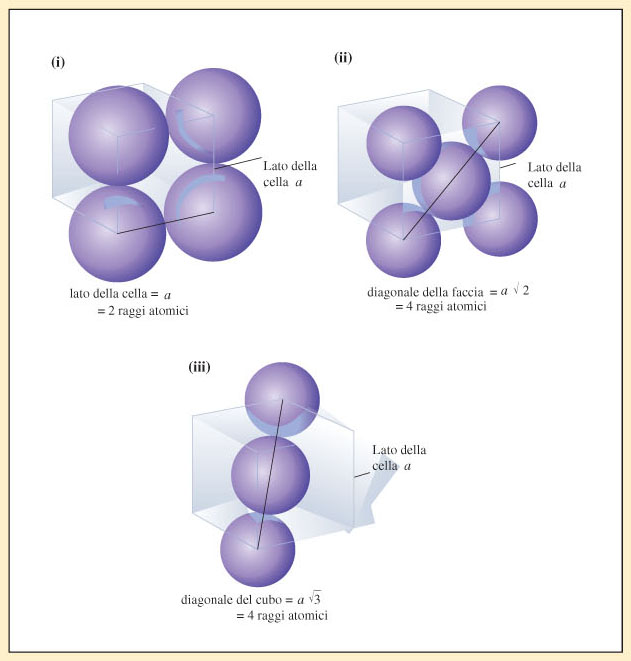 (i)
Lato della
cella a
lato della cella = a
= 2 raggi atomici
(ii)
Lato della
cella a
diagonale della faccia = a √ 2
= 4 raggi atomici
(iii)
Lato della
cella a
diagonale del cubo = a √3
= 4 raggi atomici